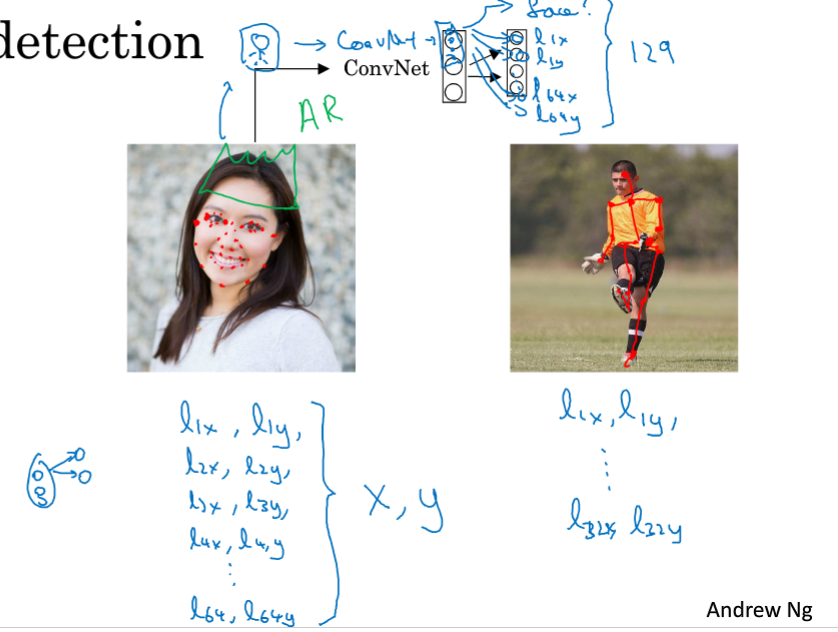 detection
face?
→ ConvNet →
ConvNet
l1x
l1y
l64x
l64y
129
AR
l1x, l1y,
l2x, l2y,
l3x, l3y,
l4x, l4,y
⋮
l64, l64y
x, y
l1x, l1y,
⋮
l32x, l32y
Andrew Ng